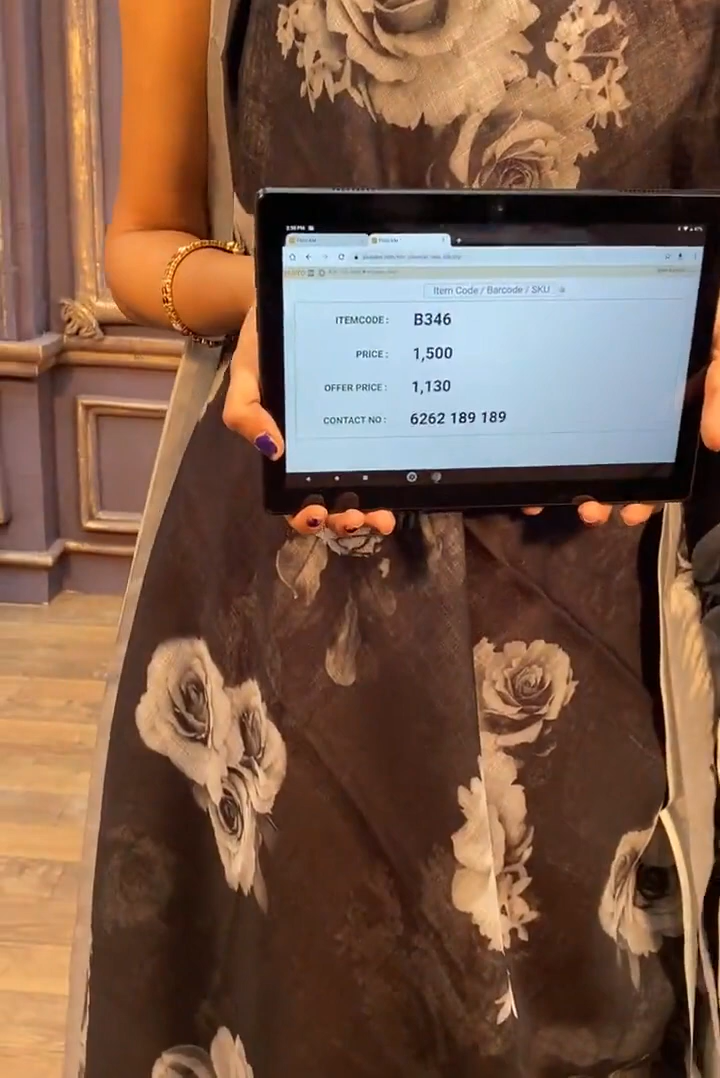 Item Code / Barcode / SKU
ITEMCODE : B346
PRICE : 1,500
OFFER PRICE : 1,130
CONTACT NO : 6262 189 189